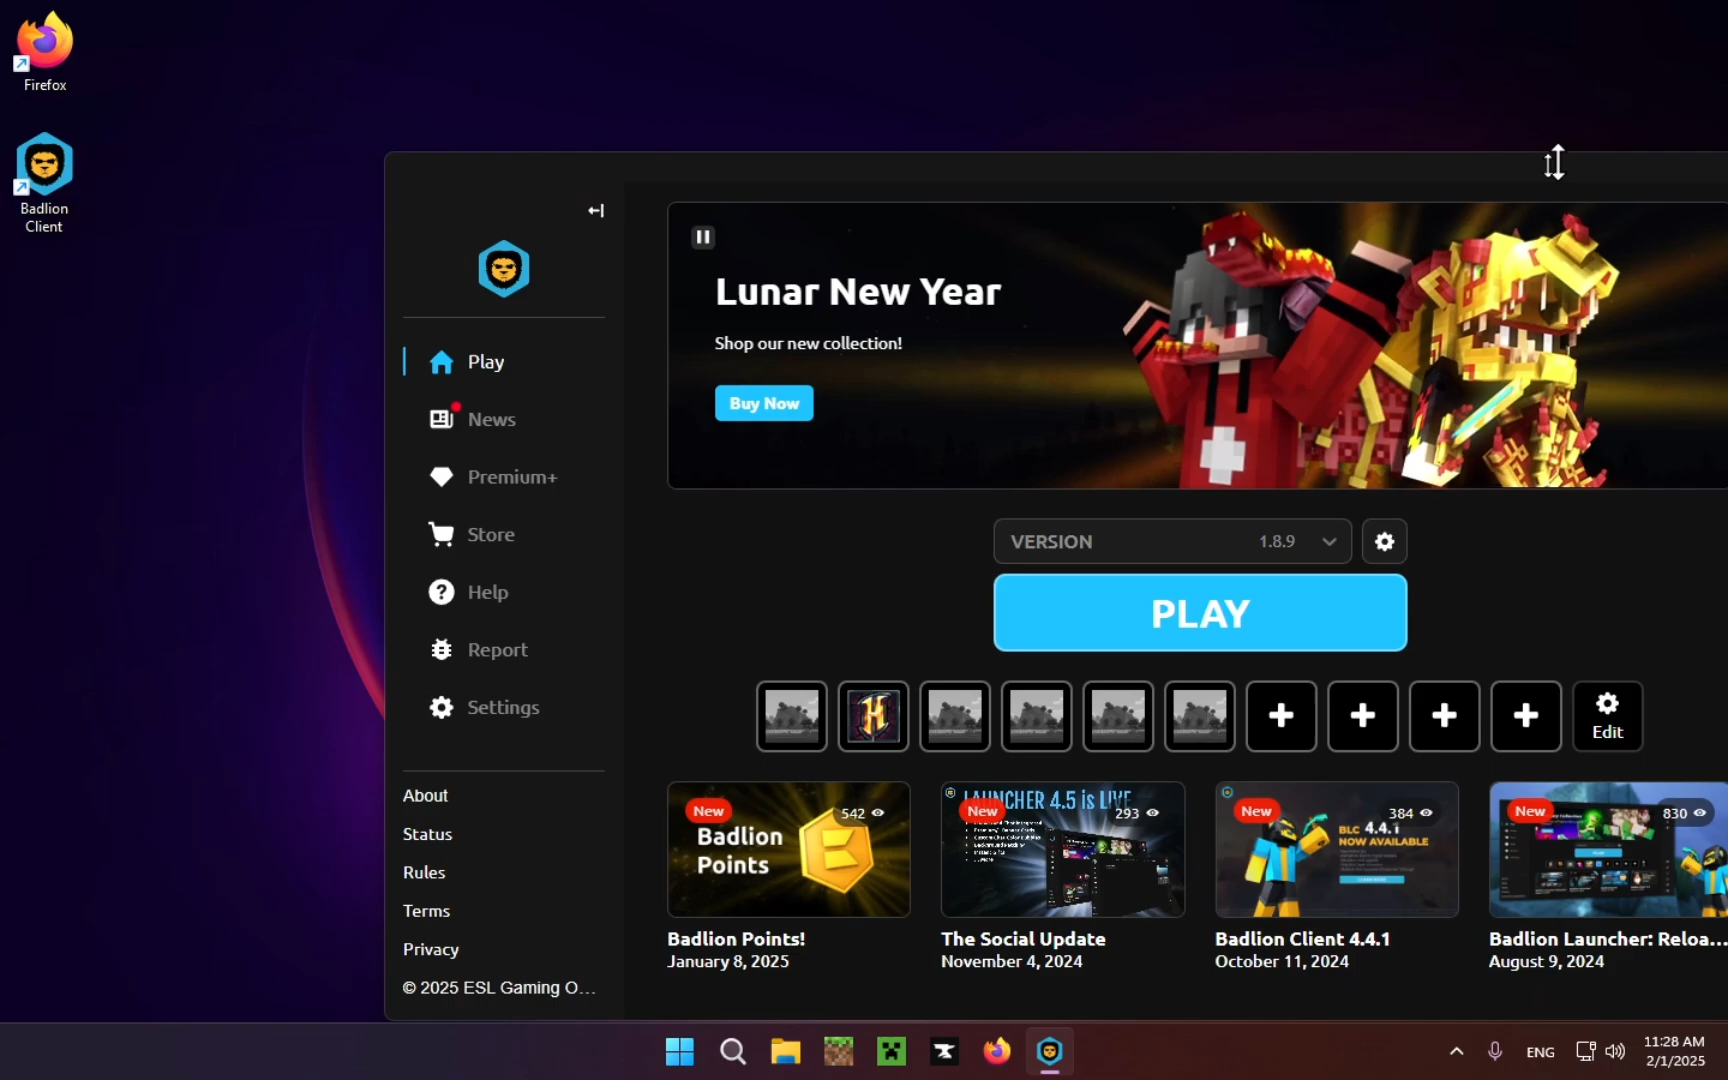 Firefox
Badlion
Client
Lunar New Year
Shop our new collection!
Buy Now
Play
News
Premium+
Store
Help
Report
Settings
VERSION 1.8.9
PLAY
Edit
About
Status
Rules
Terms
Privacy
© 2025 ESL Gaming O...
New 542
Badlion
Points
Badlion Points!
January 8, 2025
LAUNCHER 4.5 is LIVE
New 293
The Social Update
November 4, 2024
New 384
BLC 4.4.1
NOW AVAILABLE
Badlion Client 4.4.1
October 11, 2024
New 830
Badlion Launcher: Reloa...
August 9, 2024
ENG
11:28 AM
2/1/2025